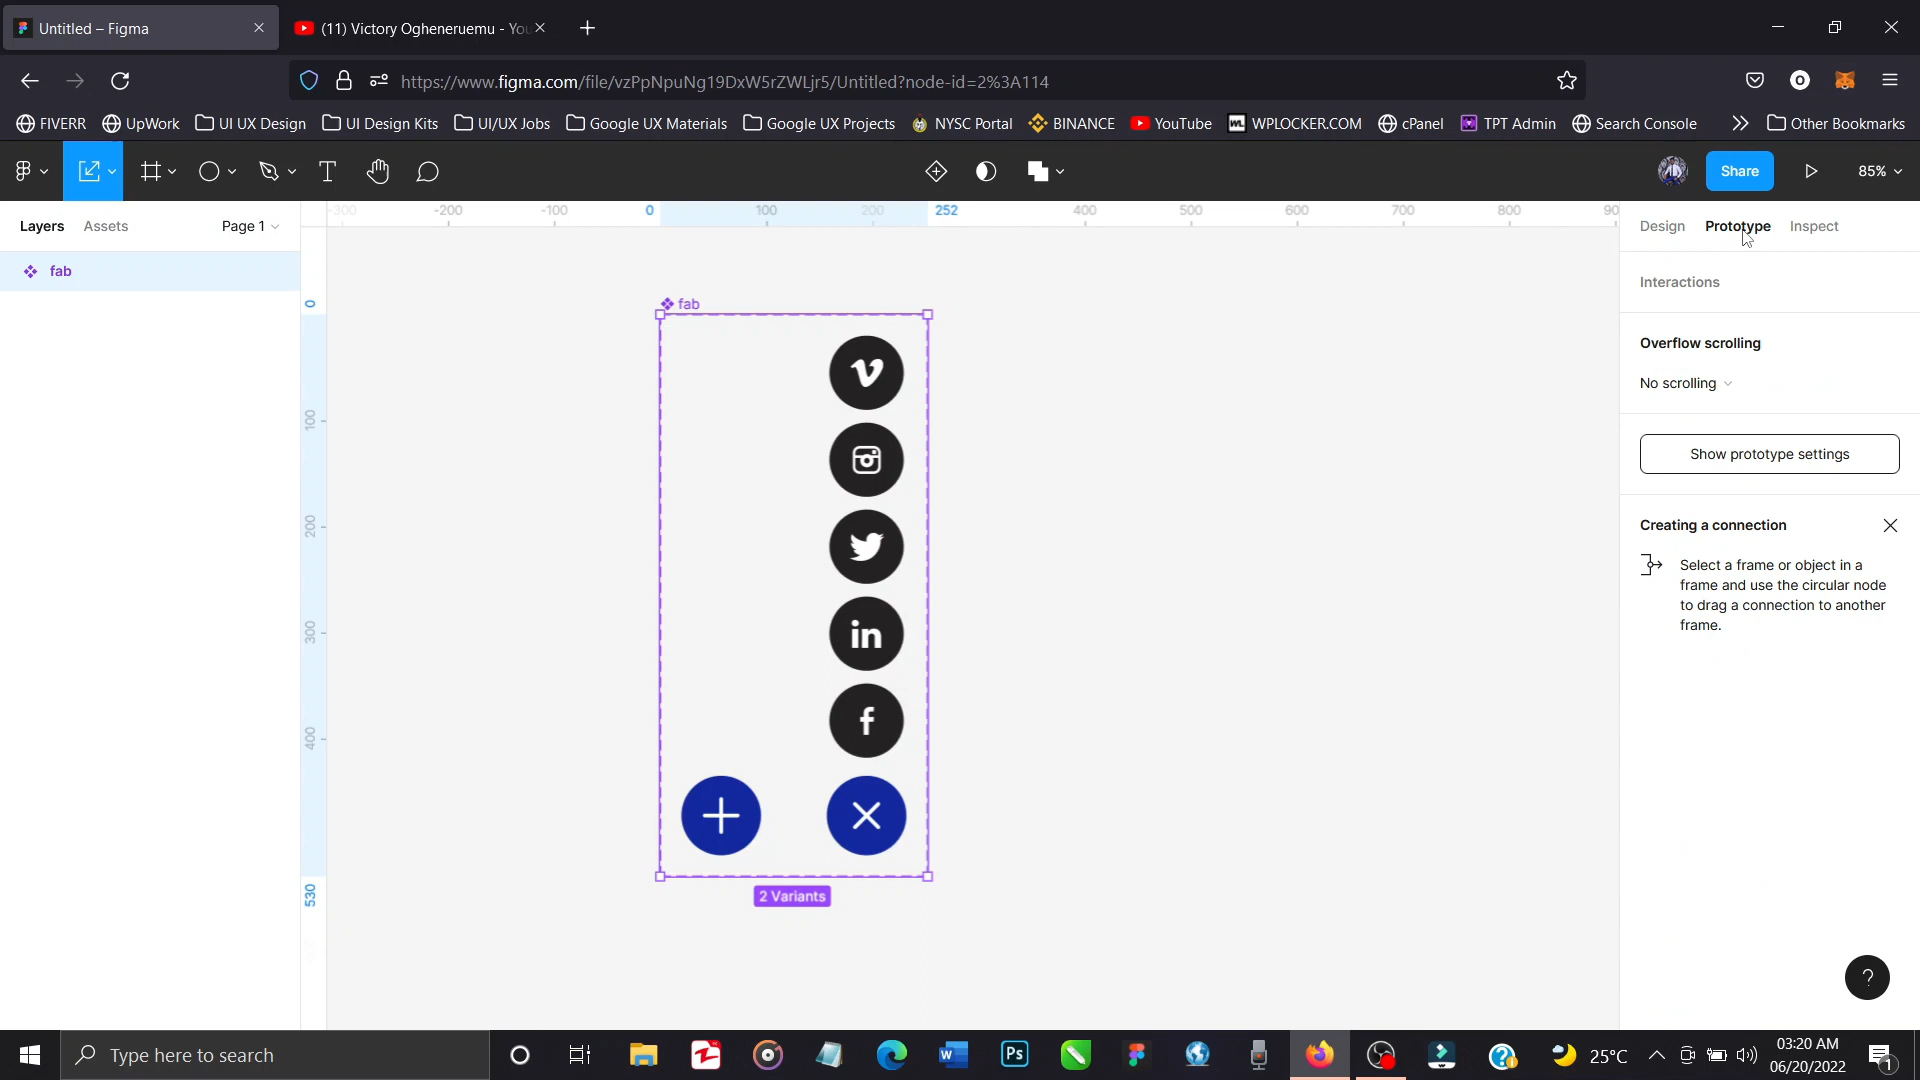 Untitled – Figma
(11) Victory Ogheneruemu - You
https://www.figma.com/file/vzPpNpuNg19DxW5rZWLjr5/Untitled?node-id=2%3A114
FIVERR UpWork UI UX Design UI Design Kits UI/UX Jobs Google UX Materials Google UX Projects NYSC Portal BINANCE YouTube WPLOCKER.COM cPanel TPT Admin Search Console Other Bookmarks
Share 85%
Layers Assets Page 1
-300 -200 -100 0 100 200 252 400 500 600 700 800 90
Design Prototype Inspect
fab
Interactions
fab
0
100
200
300
400
530
in
f
2 Variants
Overflow scrolling
No scrolling
Show prototype settings
Creating a connection
Select a frame or object in a
frame and use the circular node
to drag a connection to another
frame.
?
Type here to search
Ps
25°C
03:20 AM
06/20/2022
1